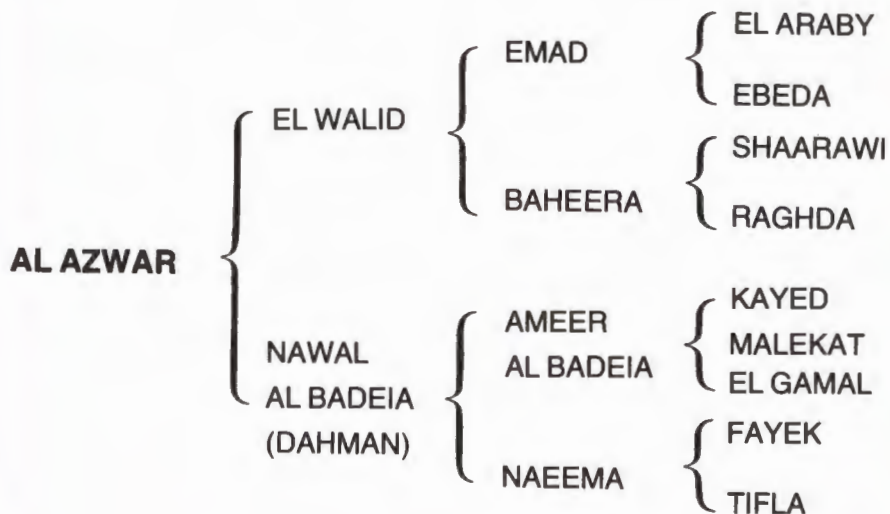 EL ARABY
EMAD
EBEDA
EL WALID
SHAARAWI
BAHEERA
RAGHDA
AL AZWAR
KAYED
AMEER
AL BADEIA
MALEKAT
EL GAMAL
NAWAL
AL BADEIA
(DAHMAN)
FAYEK
NAEEMA
TIFLA